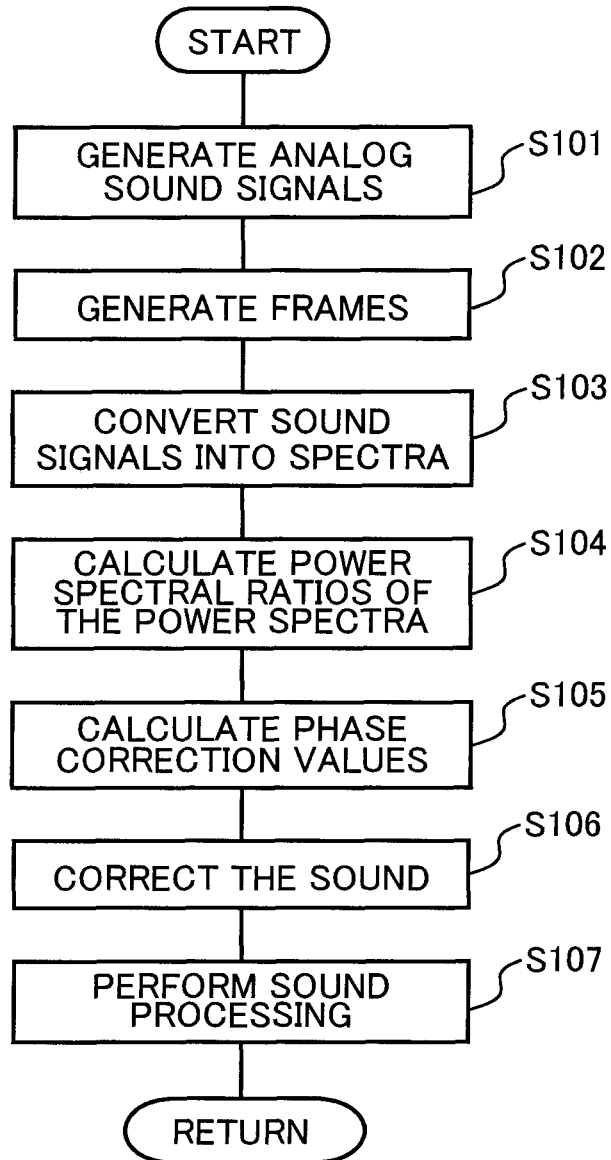 START
GENERATE ANALOG
SOUND SIGNALS
S101
GENERATE FRAMES
S102
CONVERT SOUND
SIGNALS INTO SPECTRA
S103
CALCULATE POWER
SPECTRAL RATIOS OF
THE POWER SPECTRA
S104
CALCULATE PHASE
CORRECTION VALUES
S105
CORRECT THE SOUND
S106
PERFORM SOUND
PROCESSING
S107
RETURN